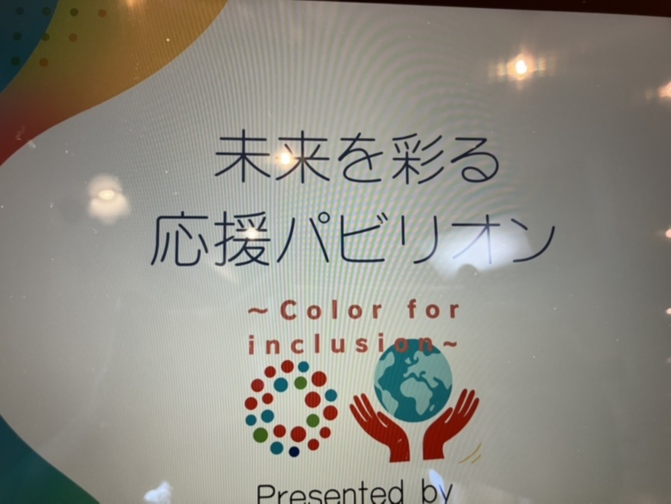 未来を彩る
応援パビリオン
～Color for
inclusion～
Presented by